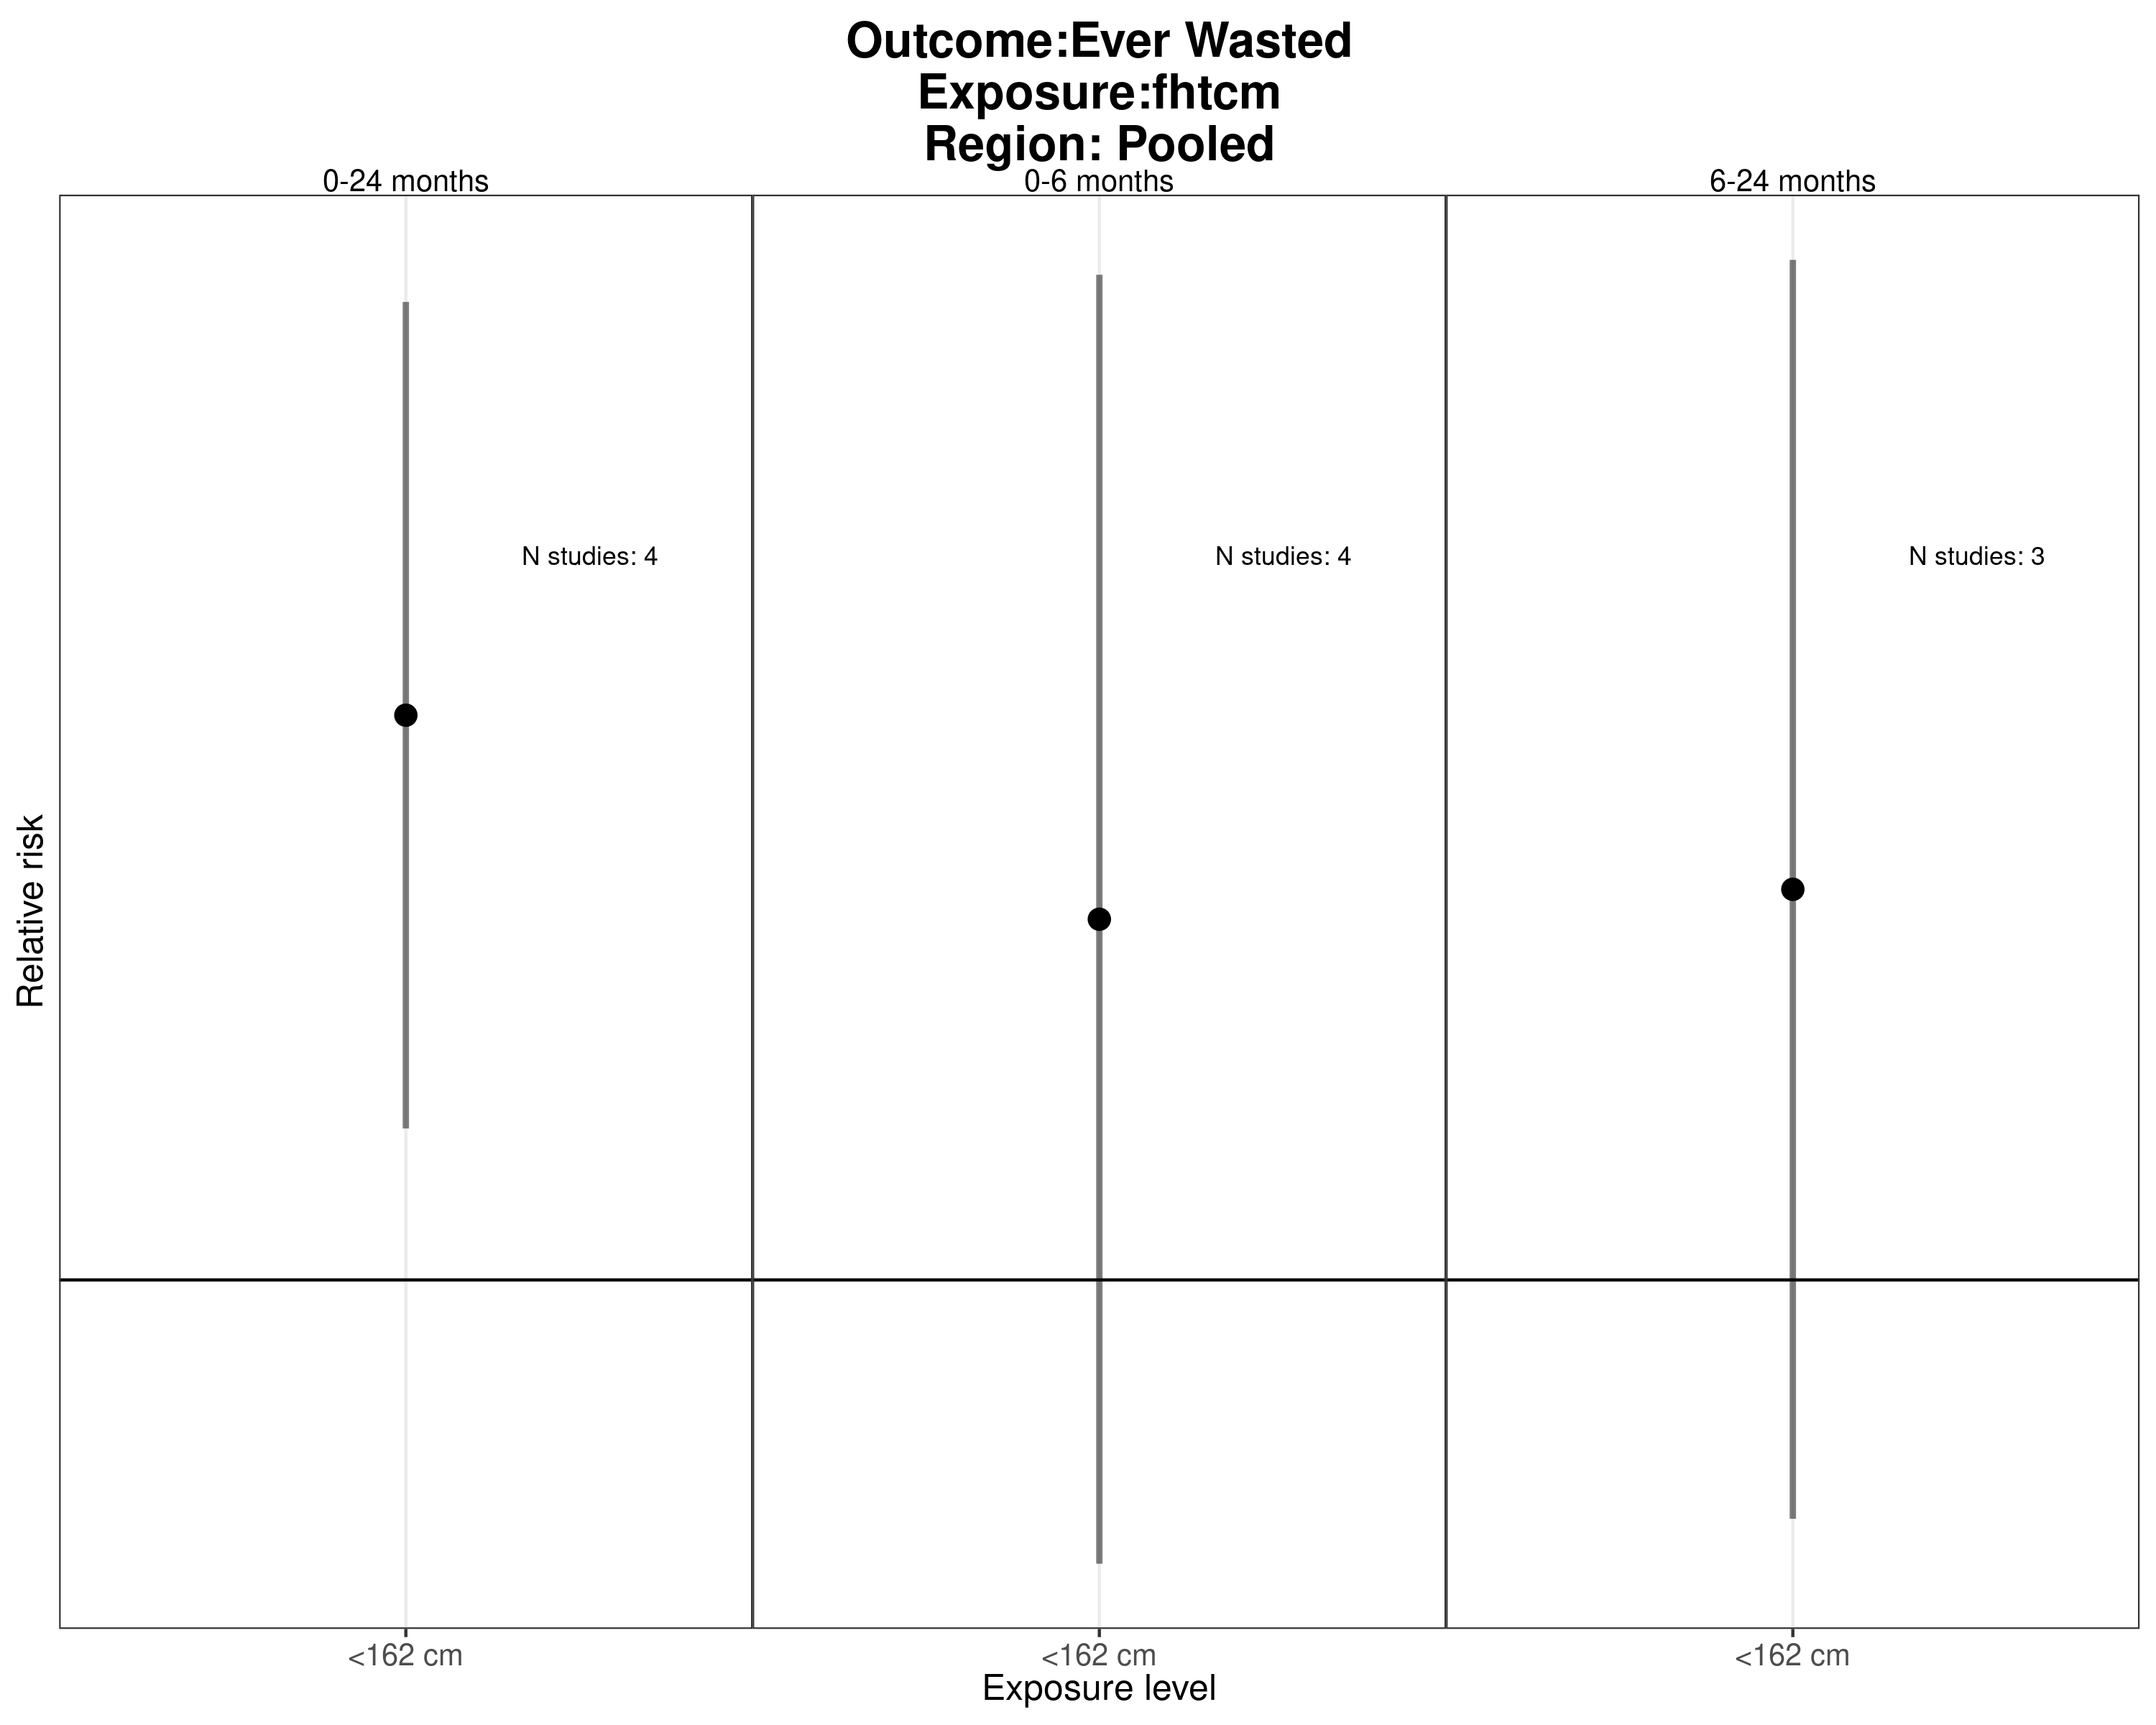 Outcome:Ever Wasted
Exposure:fhtcm
Region: Pooled
0-24 months
0-6 months
6-24 months
N studies: 4
N studies: 4
N studies: 3
Relative risk
<162 cm
<162 cm
<162 cm
Exposure level